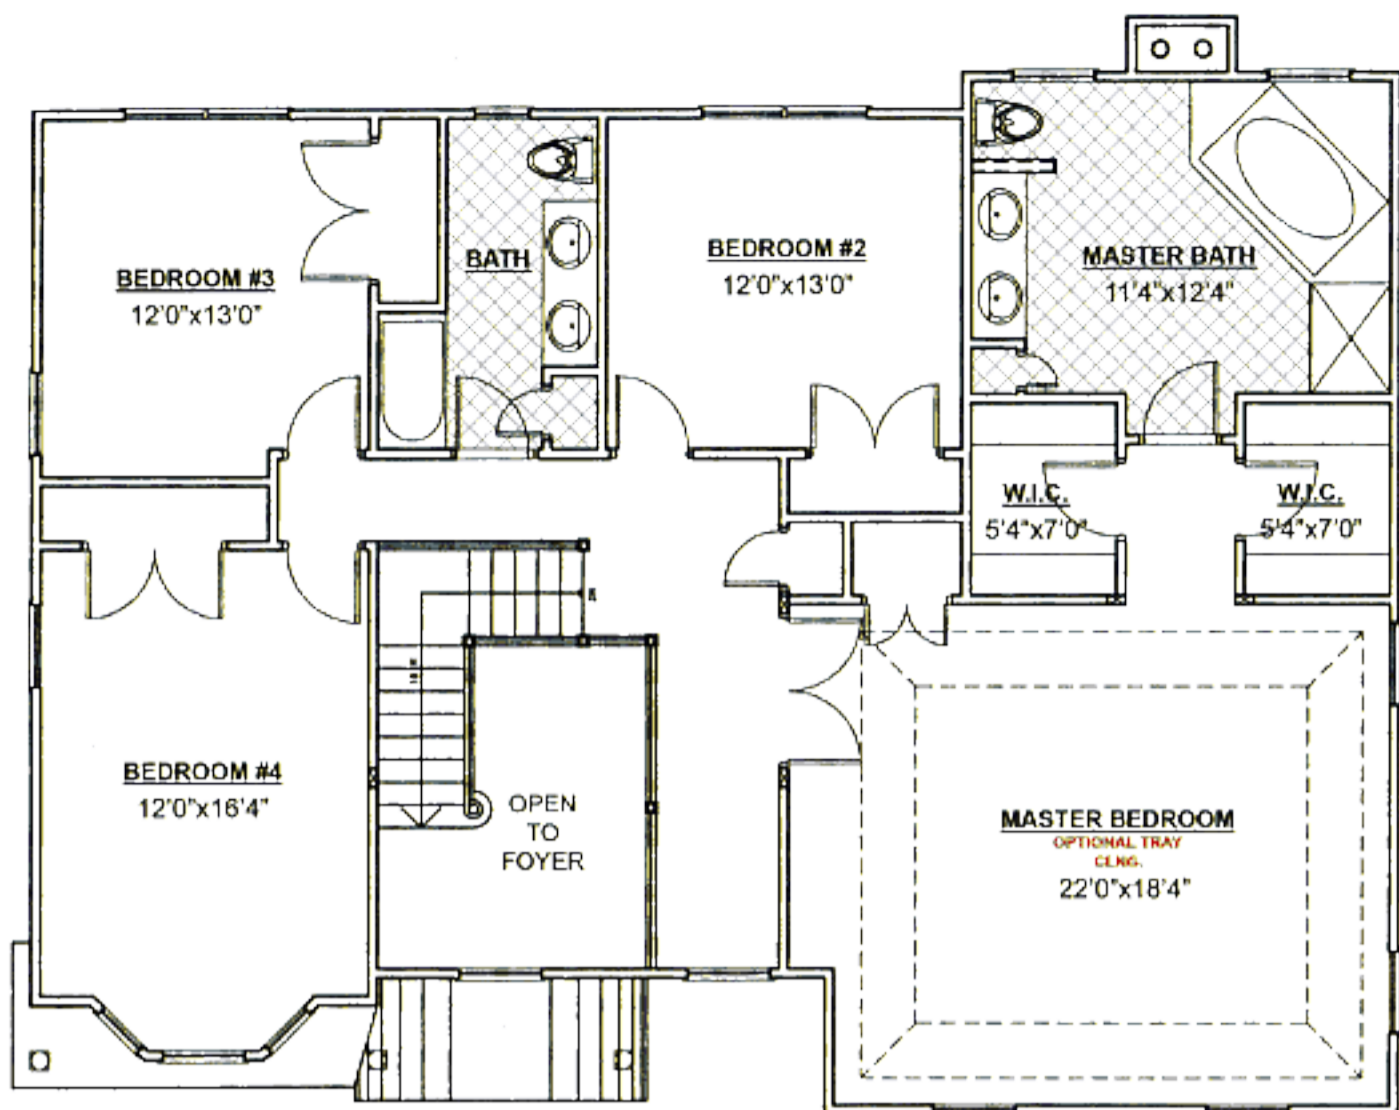 BEDROOM #3
12'0"x13'0"
BATH
BEDROOM #2
12'0"x13'0"
MASTER BATH
11'4"x12'4"
W.I.C.
5'4"x7'0"
W.I.C.
5'4"x7'0"
BEDROOM #4
12'0"x16'4"
OPEN
TO
FOYER
MASTER BEDROOM
OPTIONAL TRAY
CLNG.
22'0"x18'4"